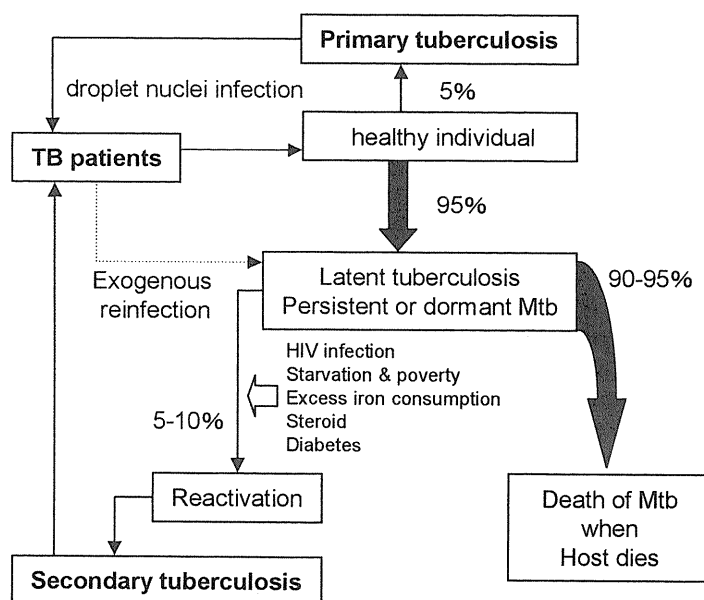 Primary tuberculosis
droplet nuclei infection
5%
healthy individual
TB patients
95%
Exogenous
reinfection
Latent tuberculosis
Persistent or dormant Mtb
90-95%
HIV infection
Starvation & poverty
Excess iron consumption
Steroid
Diabetes
5-10%
Reactivation
Death of Mtb
when
Host dies
Secondary tuberculosis